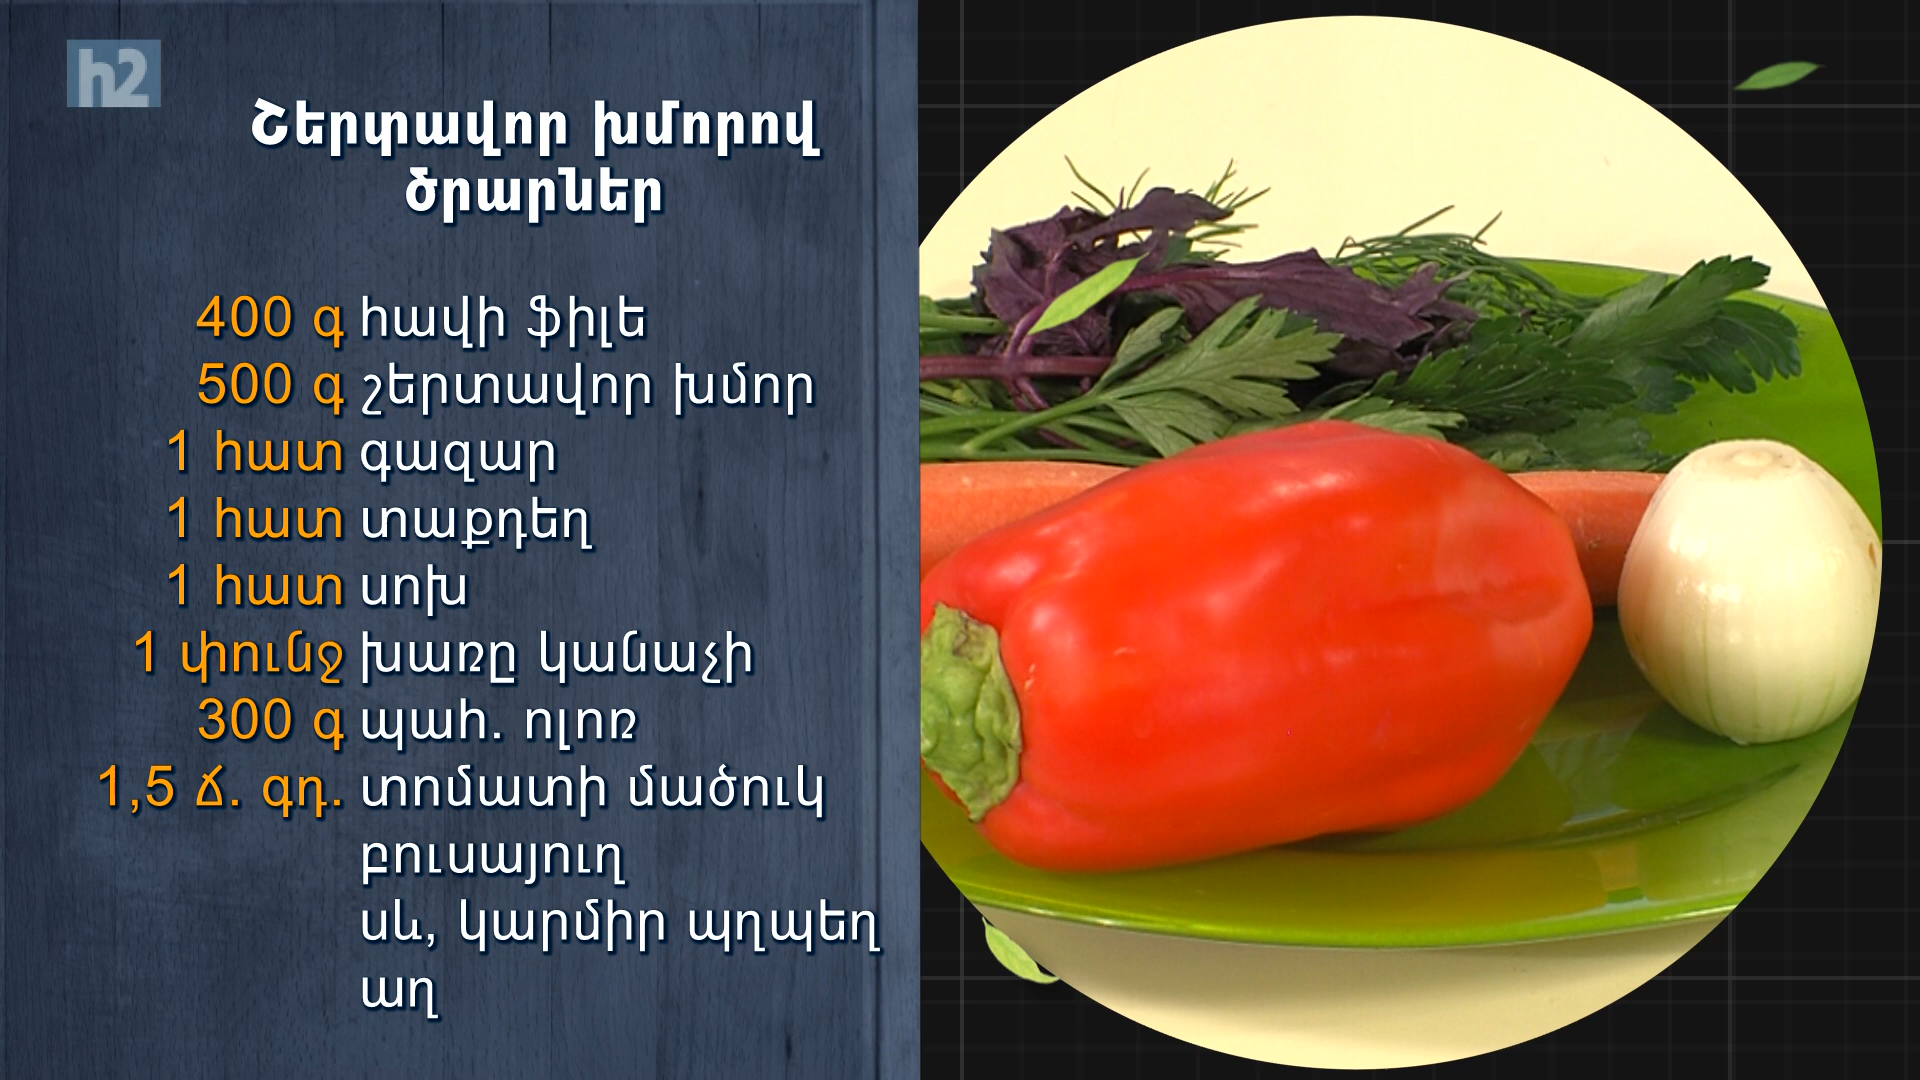 h2
Շերտավոր խմորով
ծրարներ
400 գ հավի ֆիլե
500 գ շերտավոր խմոր
1 հատ գազար
1 հատ տաքդեղ
1 հատ սոխ
1 փունջ խառը կանաչի
300 գ պահ. ոլոռ
1,5 ճ. գդ. տոմատի մածուկ
բուսայուղ
սև, կարմիր պղպեղ
աղ